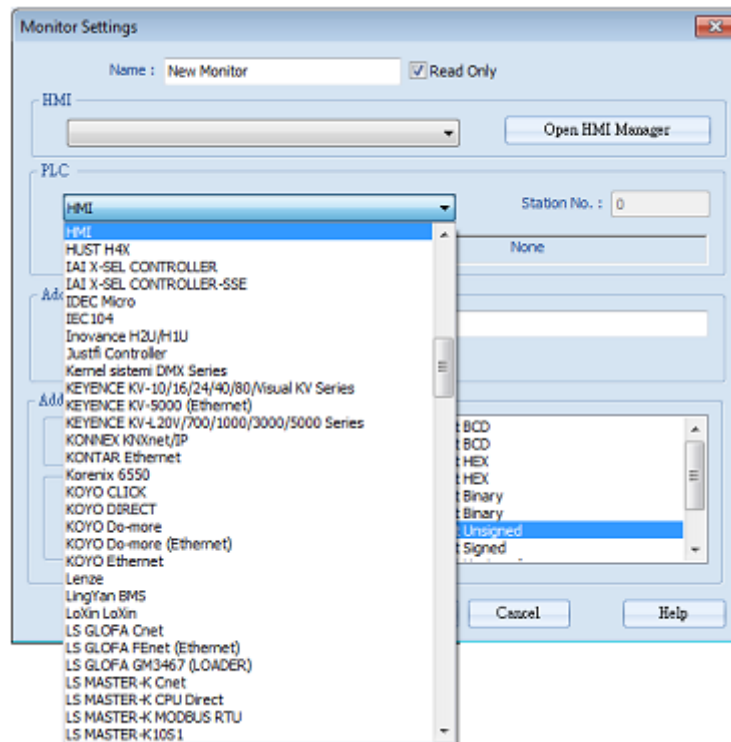 Monitor Settings
Name : New Monitor Read Only
HMI
Open HMI Manager
PLC
HMI Station No. : 0
None
HMI
HUST H4X
IAI X-SEL CONTROLLER
IAI X-SEL CONTROLLER-SSE
IDEC Micro
IEC104
Inovance H2U/H1U
Justfi Controller
Kernel sistemi DMX Series
KEYENCE KV-10/16/24/40/80/Visual KV Series
KEYENCE KV-5000 (Ethernet)
KEYENCE KV-L20V/700/1000/3000/5000 Series
KONNEX KNXnet/IP
KONTAR Ethernet
Korenix 6550
KOYO CLICK
KOYO DIRECT
KOYO Do-more
KOYO Do-more (Ethernet)
KOYO Ethernet
Lenze
LingYan BMS
LoXin LoXin
LS GLOFA Cnet
LS GLOFA FEnet (Ethernet)
LS GLOFA GM3467 (LOADER)
LS MASTER-K Cnet
LS MASTER-K CPU Direct
LS MASTER-K MODBUS RTU
LS MASTER-K10S1
Add
Add
t BCD
t BCD
t HEX
t HEX
t Binary
t Binary
t Unsigned
t Signed
Cancel Help